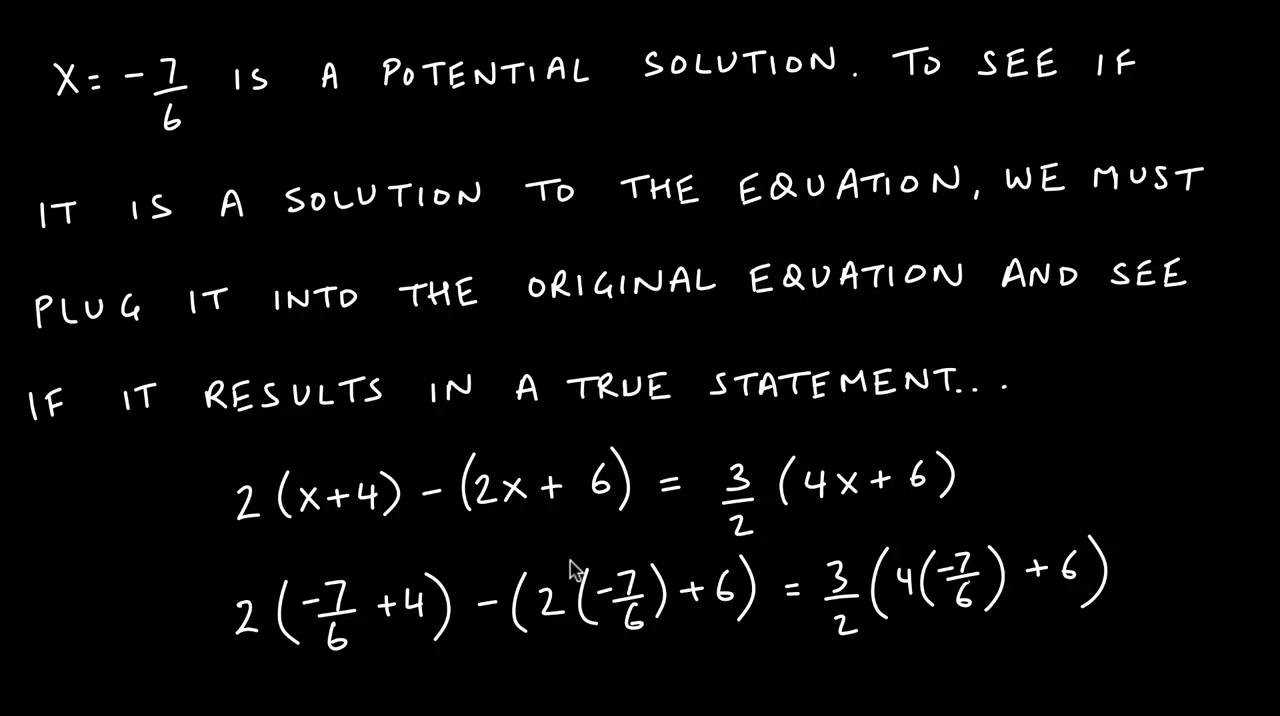 X = -7/6 IS A POTENTIAL SOLUTION. TO SEE IF
IT IS A SOLUTION TO THE EQUATION, WE MUST
PLUG IT INTO THE ORIGINAL EQUATION AND SEE
IF IT RESULTS IN A TRUE STATEMENT...
2(x+4) - (2x + 6) = 3/2 (4x + 6)
2(-7/6 + 4) - (2(-7/6) + 6) = 3/2 (4(-7/6) + 6)